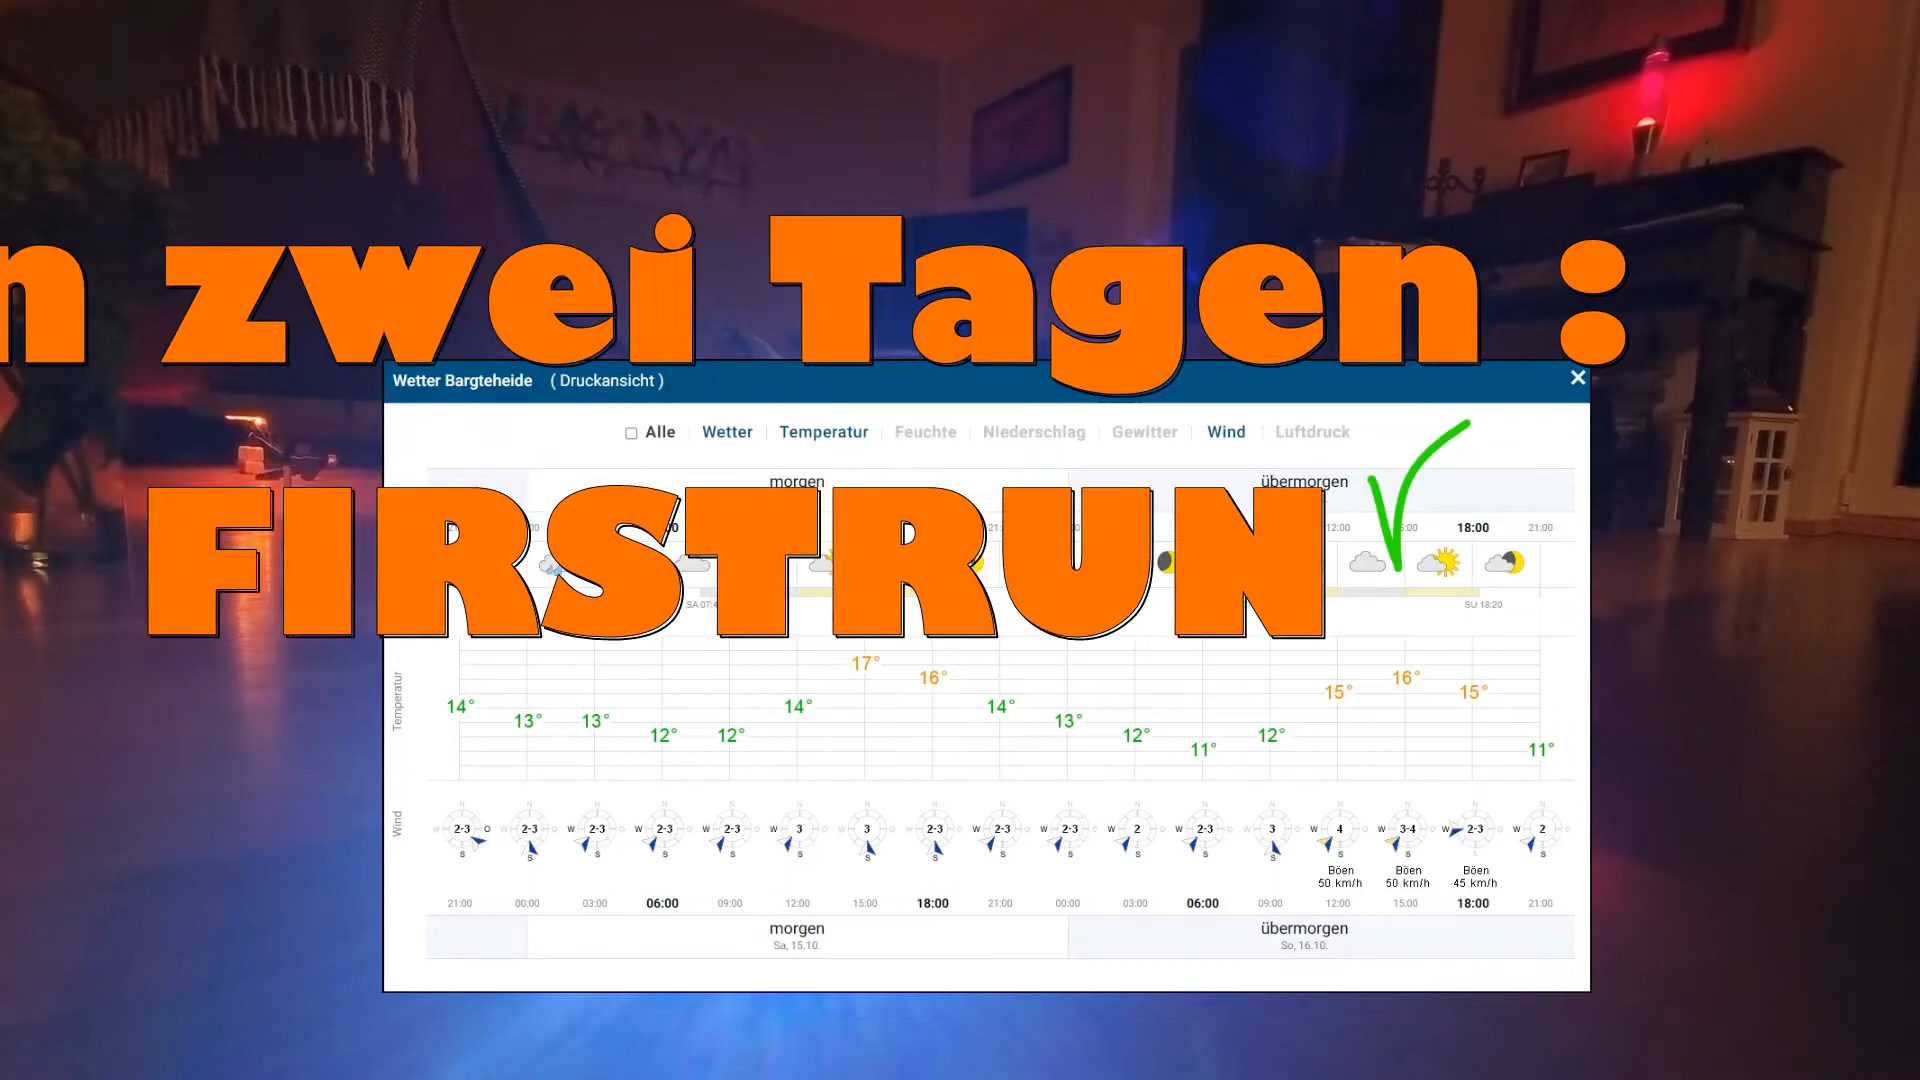 n zwei Tagen :
Wetter Bargteheide ( Druckansicht ) ✕
Alle Wetter Temperatur Feuchte Niederschlag Gewitter Wind Luftdruck
morgen übermorgen
FIRSTRUN
12:00 18:00 21:00
SU 18:20
Temperatur
17°
16° 16°
15° 15°
14° 14° 14°
13° 13° 13°
12° 12° 12° 12°
11° 11°
Wind
N N N N N N N N N N N N N N N N
W 2-3 O W 2-3 O W 2-3 O W 2-3 O W 2-3 O W 3 O W 3 O W 2-3 O W 2-3 O W 2-3 O W 2 O W 2-3 O W 3 O W 4 O W 3-4 O W 2-3 O W 2 O
S S S S S S S S S S S S S S S S
Böen Böen Böen
50 km/h 50 km/h 45 km/h
21:00 00:00 03:00 06:00 09:00 12:00 15:00 18:00 21:00 00:00 03:00 06:00 09:00 12:00 15:00 18:00 21:00
morgen übermorgen
Sa, 15.10. So, 16.10.